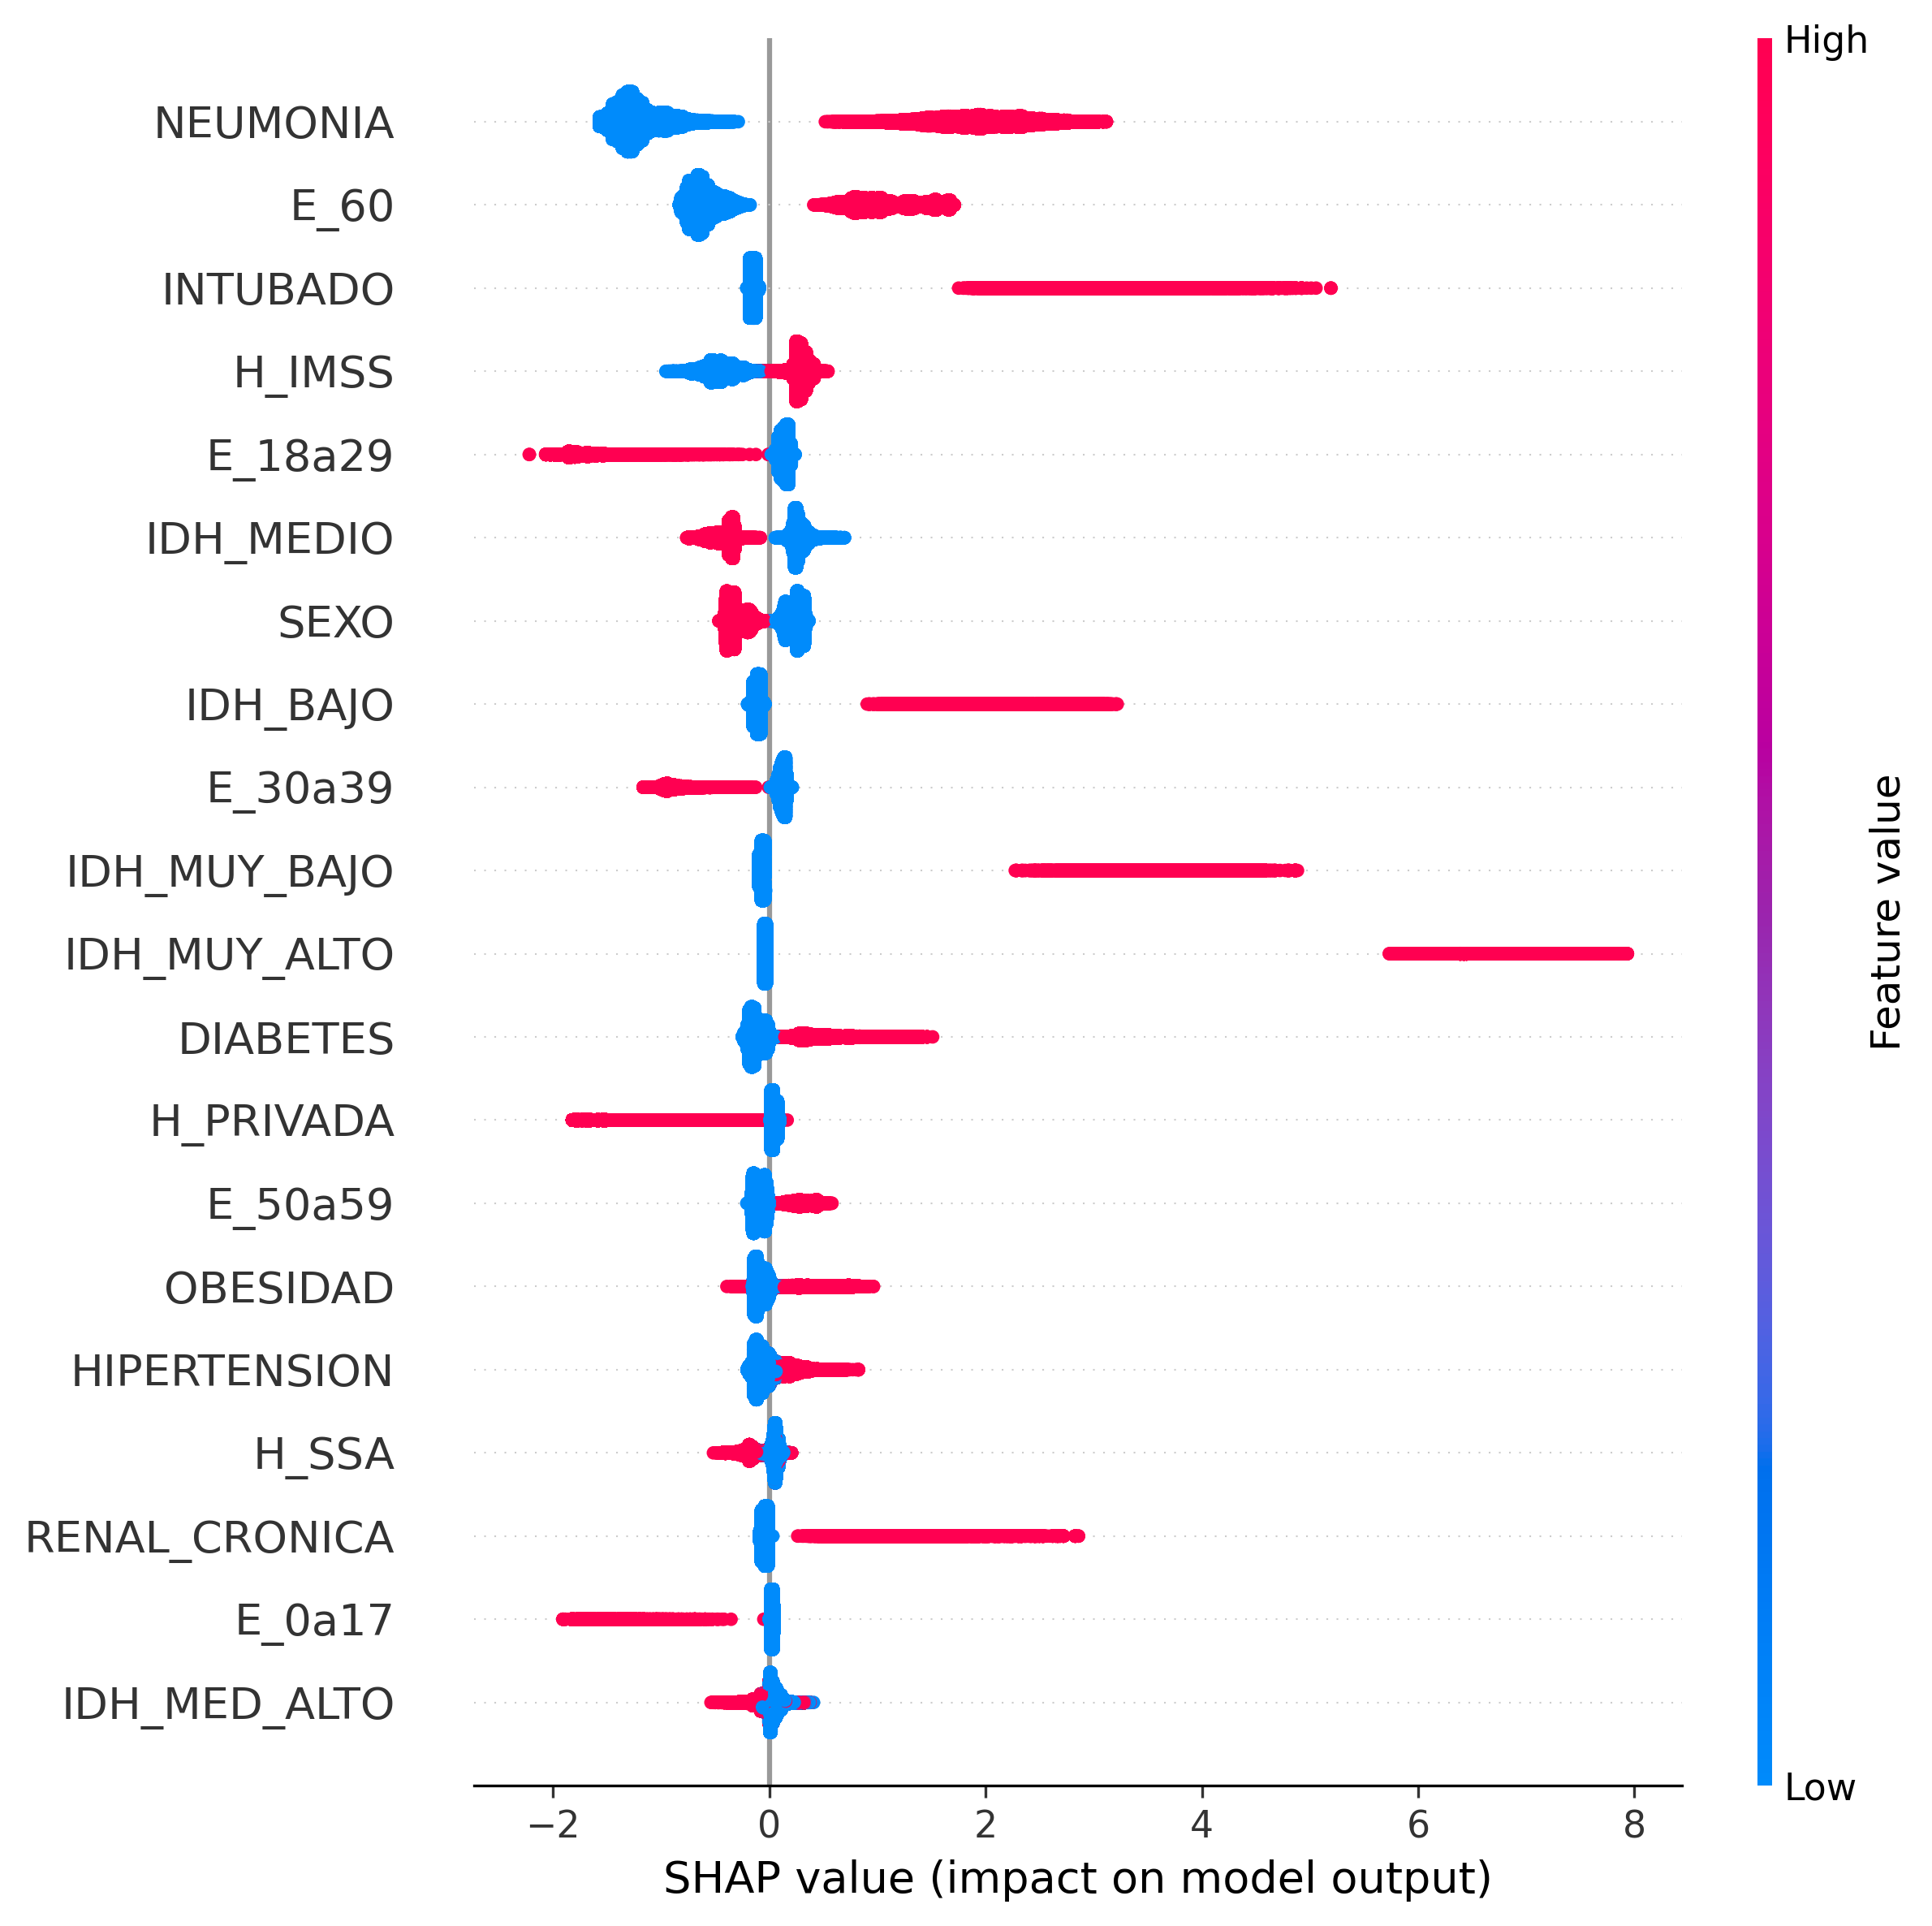 High
NEUMONIA
E_60
INTUBADO
H_IMSS
E_18a29
IDH_MEDIO
SEXO
IDH_BAJO
E_30a39
IDH_MUY_BAJO
IDH_MUY_ALTO
DIABETES
H_PRIVADA
E_50a59
OBESIDAD
HIPERTENSION
H_SSA
RENAL_CRONICA
E_0a17
IDH_MED_ALTO
Feature value
Low
−2 0 2 4 6 8
SHAP value (impact on model output)